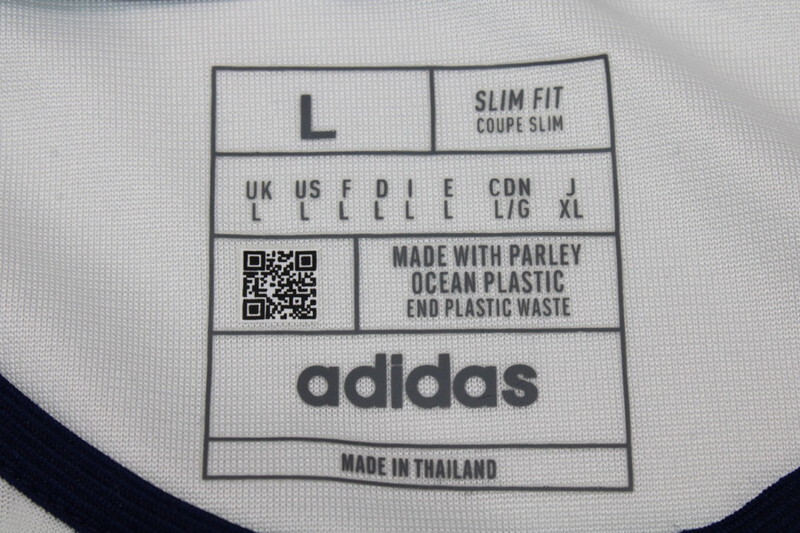 L
SLIM FIT
COUPE SLIM
UK US F D I E CDN J
L L L L L L L/G XL
MADE WITH PARLEY
OCEAN PLASTIC
END PLASTIC WASTE
adidas
MADE IN THAILAND